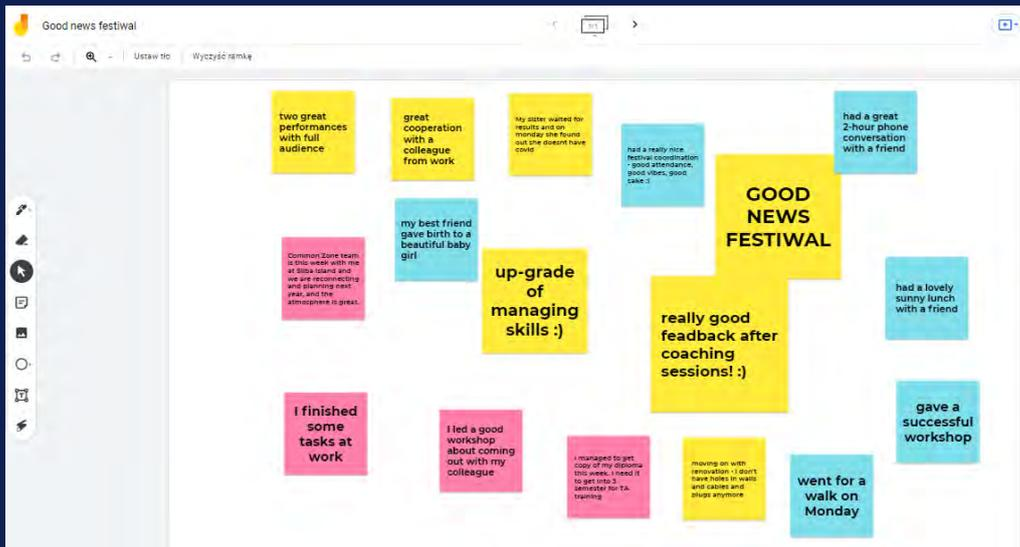 Good news festiwal
1/1
Ustaw tło
Wyczyść ramkę
two great
performances
with full
audience
great
cooperation
with a
colleague
from work
My sister waited for
results and on
monday she found
out she doesnt have
covid
had a really nice
festival coordination
- good attendance,
good vibes, good
cake :)
had a great
2-hour phone
conversation
with a friend
GOOD
NEWS
FESTIWAL
my best friend
gave birth to a
beautiful baby
girl
Common Zone team
is this week with me
at Silba Island and
we are reconnecting
and planning next
year, and the
atmosphere is great.
up-grade
of
managing
skills :)
really good
feadback after
coaching
sessions! :)
had a lovely
sunny lunch
with a friend
I finished
some
tasks at
work
I led a good
workshop
about coming
out with my
colleague
i managed to get
copy of my diploma
this week. I need it
to get into 3
semester for TA
training
moving on with
renovation - I don't
have holes in walls
and cables and
plugs anymore
went for a
walk on
Monday
gave a
successful
workshop